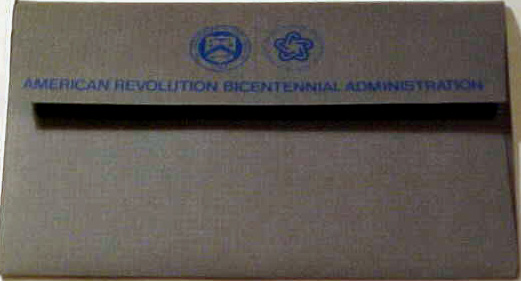 AMERICAN REVOLUTION BICENTENNIAL ADMINISTRATION